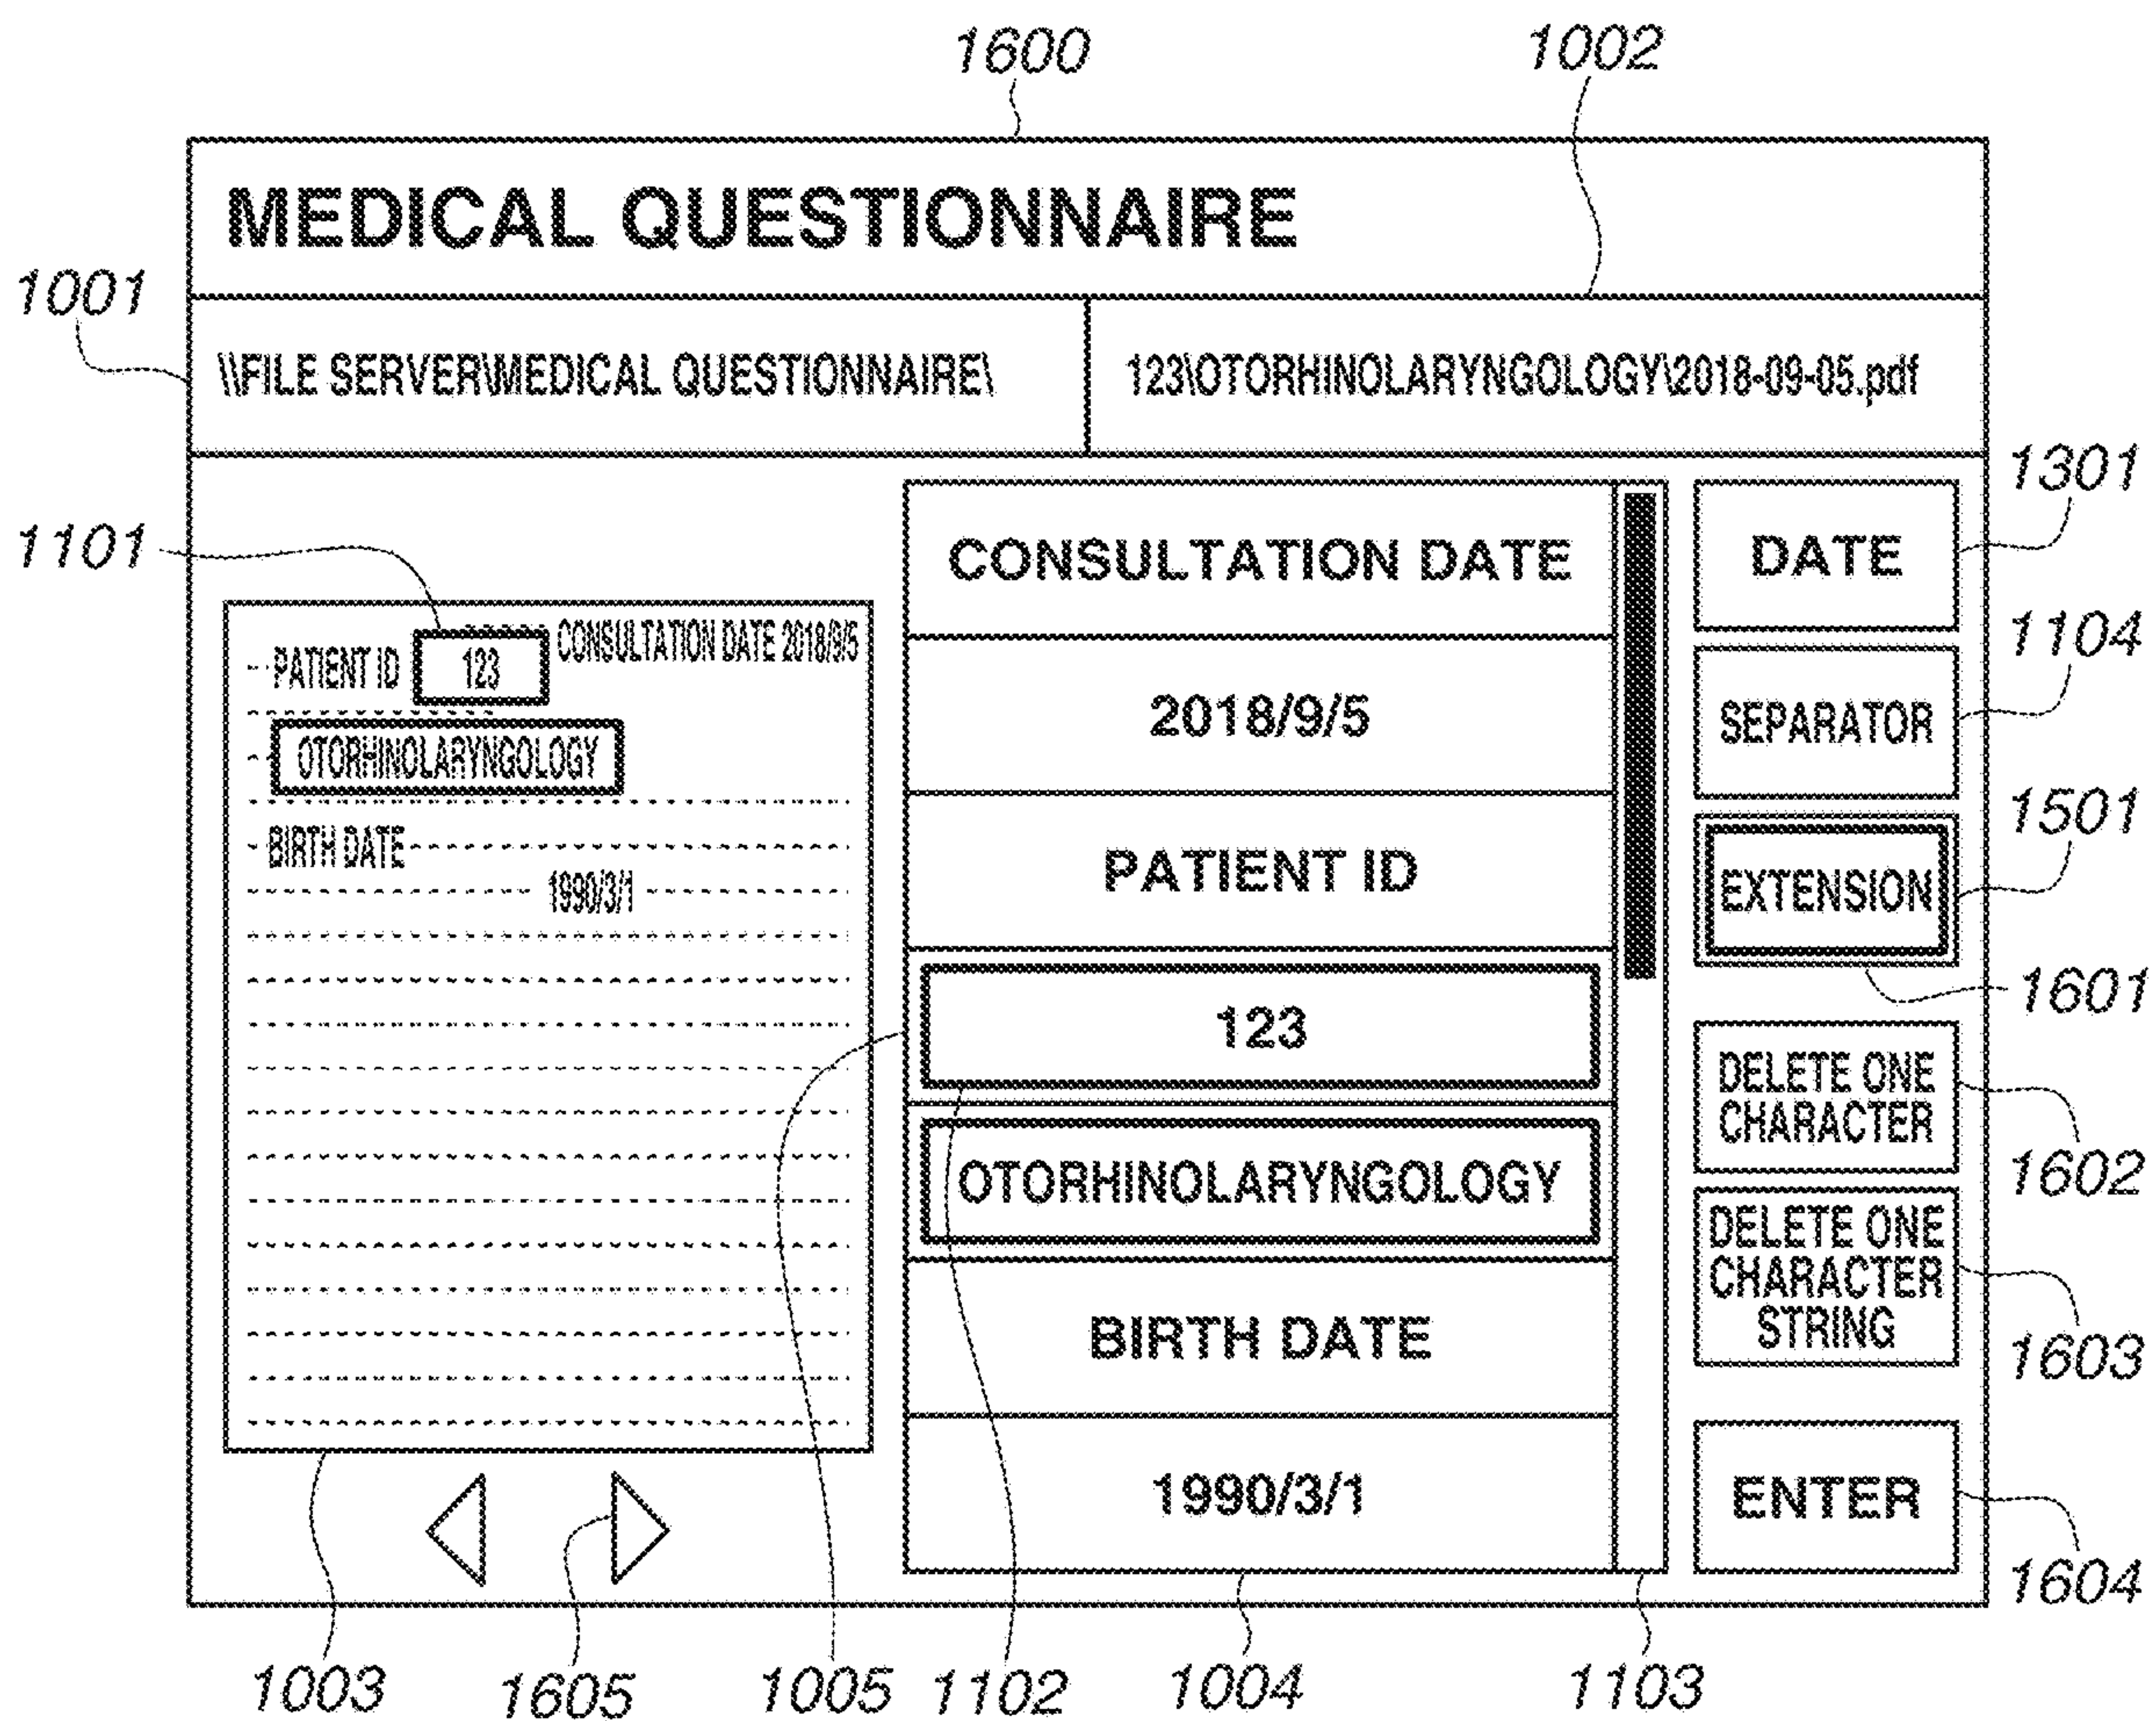 1600
1002
MEDICAL QUESTIONNAIRE
1001
\\FILE SERVER\MEDICAL QUESTIONNAIRE\
123\OTORHINOLARYNGOLOGY\2018-09-05.pdf
1101
PATIENT ID
123
CONSULTATION DATE 2018/9/5
OTORHINOLARYNGOLOGY
BIRTH DATE
1990/3/1
CONSULTATION DATE
2018/9/5
PATIENT ID
123
OTORHINOLARYNGOLOGY
BIRTH DATE
1990/3/1
DATE
1301
SEPARATOR
1104
EXTENSION
1501
1601
DELETE ONE
CHARACTER
1602
DELETE ONE
CHARACTER
STRING
1603
ENTER
1604
1003
1605
1005
1102
1004
1103